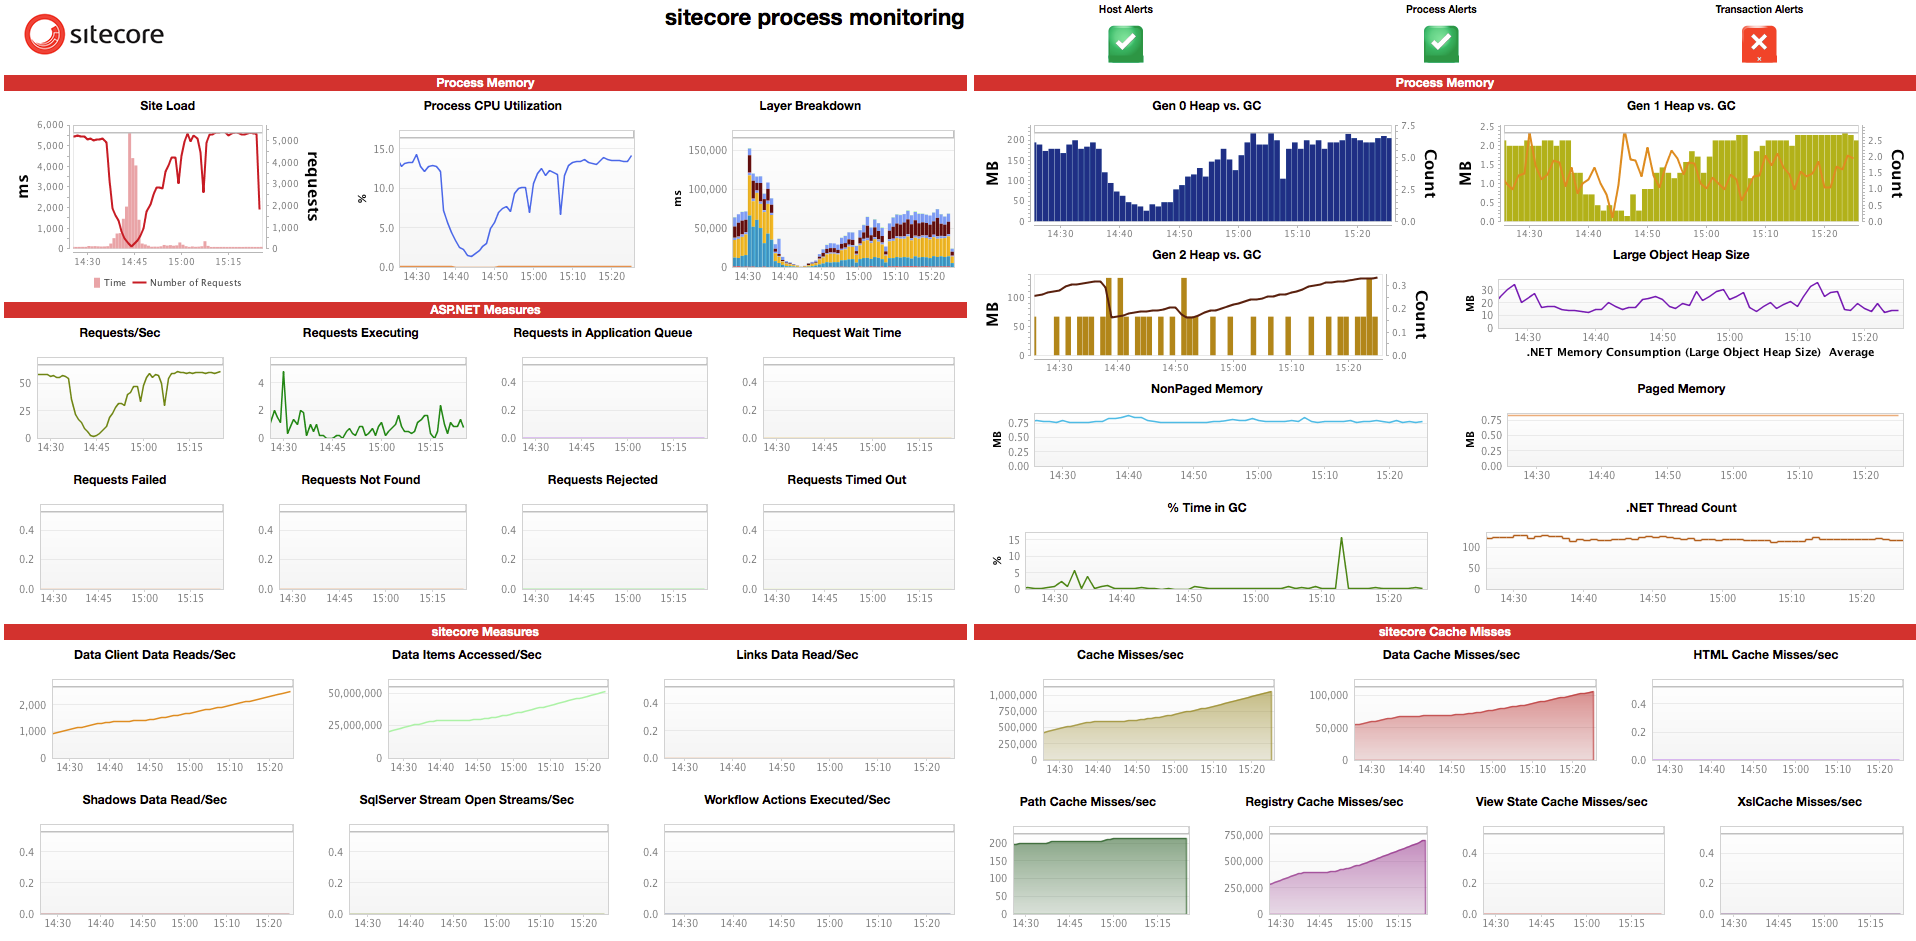 sitecore
sitecore process monitoring
Host Alerts
Process Alerts
Transaction Alerts
Process Memory
Site Load
6,000
5,000
4,000
3,000
2,000
1,000
0
ms
5,000
4,000
3,000
2,000
1,000
0
requests
14:30 14:45 15:00 15:15
Time Number of Requests
Process CPU Utilization
15.0
10.0
5.0
0.0
%
14:30 14:40 14:50 15:00 15:10 15:20
Layer Breakdown
150,000
100,000
50,000
0
ms
14:30 14:40 14:50 15:00 15:10 15:20
Process Memory
Gen 0 Heap vs. GC
200
150
100
50
0
MB
7.5
5.0
2.5
0.0
Count
14:30 14:40 14:50 15:00 15:10 15:20
Gen 1 Heap vs. GC
2.5
2.0
1.5
1.0
0.5
0.0
MB
2.5
2.0
1.5
1.0
0.5
0.0
Count
14:30 14:40 14:50 15:00 15:10 15:20
Gen 2 Heap vs. GC
100
50
0
MB
0.3
0.2
0.1
0.0
Count
14:30 14:40 14:50 15:00 15:10 15:20
Large Object Heap Size
30
20
10
0
MB
14:30 14:40 14:50 15:00 15:10 15:20
.NET Memory Consumption (Large Object Heap Size) Average
NonPaged Memory
0.75
0.50
0.25
0.00
MB
14:30 14:40 14:50 15:00 15:10 15:20
Paged Memory
0.75
0.50
0.25
0.00
MB
14:30 14:40 14:50 15:00 15:10 15:20
% Time in GC
15
10
5
0
%
14:30 14:40 14:50 15:00 15:10 15:20
.NET Thread Count
100
50
0
14:30 14:40 14:50 15:00 15:10 15:20
ASP.NET Measures
Requests/Sec
50
25
0
14:30 14:45 15:00 15:15
Requests Executing
4
2
0
14:30 14:45 15:00 15:15
Requests in Application Queue
0.4
0.2
0.0
14:30 14:45 15:00 15:15
Request Wait Time
0.4
0.2
0.0
14:30 14:45 15:00 15:15
Requests Failed
0.4
0.2
0.0
14:30 14:45 15:00 15:15
Requests Not Found
0.4
0.2
0.0
14:30 14:45 15:00 15:15
Requests Rejected
0.4
0.2
0.0
14:30 14:45 15:00 15:15
Requests Timed Out
0.4
0.2
0.0
14:30 14:45 15:00 15:15
sitecore Measures
Data Client Data Reads/Sec
2,000
1,000
0
14:30 14:40 14:50 15:00 15:10 15:20
Data Items Accessed/Sec
50,000,000
25,000,000
0
14:30 14:40 14:50 15:00 15:10 15:20
Links Data Read/Sec
0.4
0.2
0.0
14:30 14:40 14:50 15:00 15:10 15:20
Shadows Data Read/Sec
0.4
0.2
0.0
14:30 14:40 14:50 15:00 15:10 15:20
SqlServer Stream Open Streams/Sec
0.4
0.2
0.0
14:30 14:40 14:50 15:00 15:10 15:20
Workflow Actions Executed/Sec
0.4
0.2
0.0
14:30 14:40 14:50 15:00 15:10 15:20
sitecore Cache Misses
Cache Misses/sec
1,000,000
750,000
500,000
250,000
0
14:30 14:40 14:50 15:00 15:10 15:20
Data Cache Misses/sec
100,000
50,000
0
14:30 14:40 14:50 15:00 15:10 15:20
HTML Cache Misses/sec
0.4
0.2
0.0
14:30 14:40 14:50 15:00 15:10 15:20
Path Cache Misses/sec
200
150
100
50
0
14:30 14:45 15:00 15:15
Registry Cache Misses/sec
750,000
500,000
250,000
0
14:30 14:45 15:00 15:15
View State Cache Misses/sec
0.4
0.2
0.0
14:30 14:45 15:00 15:15
XslCache Misses/sec
0.4
0.2
0.0
14:30 14:45 15:00 15:15